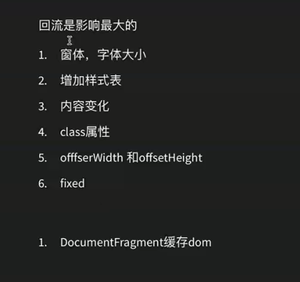 回流是影响最大的
1. 窗体，字体大小
2. 增加样式表
3. 内容变化
4. class属性
5. offfserWidth 和offsetHeight
6. fixed
1. DocumentFragment缓存dom